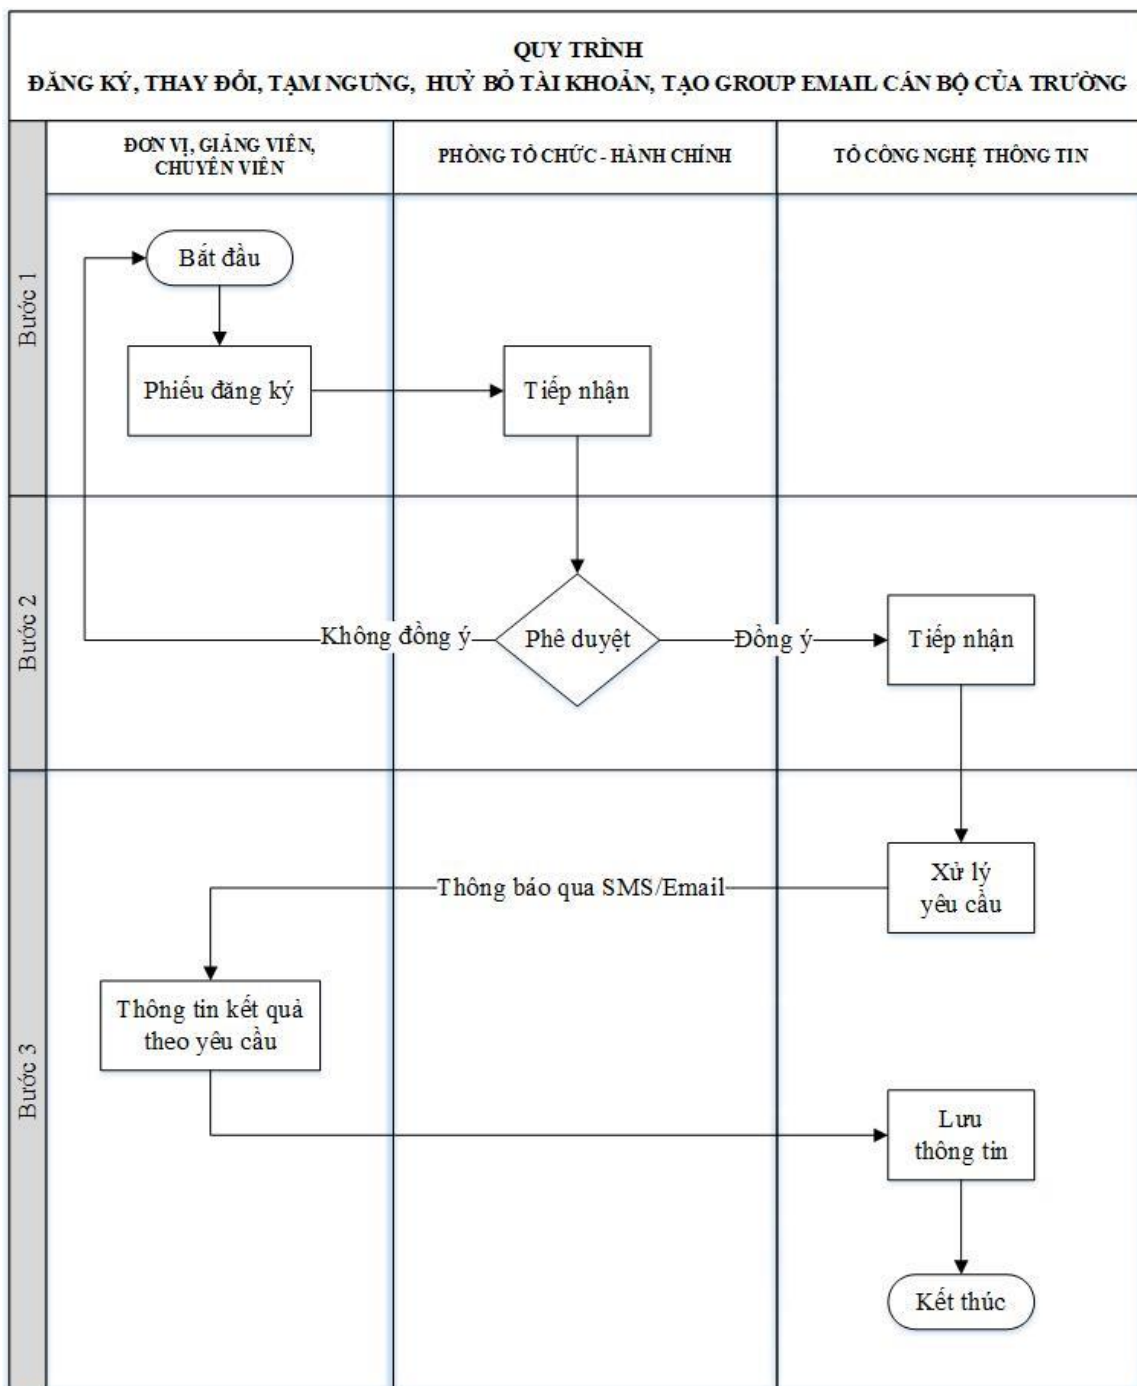 QUY TRÌNH
ĐĂNG KÝ, THAY ĐỔI, TẠM NGƯNG, HUỶ BỎ TÀI KHOẢN, TẠO GROUP EMAIL CÁN BỘ CỦA TRƯỜNG
ĐƠN VỊ, GIẢNG VIÊN,
CHUYÊN VIÊN
PHÒNG TỔ CHỨC - HÀNH CHÍNH
TỔ CÔNG NGHỆ THÔNG TIN
Bước 1
Bắt đầu
Phiếu đăng ký
Tiếp nhận
Bước 2
Không đồng ý
Phê duyệt
Đồng ý
Tiếp nhận
Bước 3
Xử lý
yêu cầu
Thông báo qua SMS/Email
Thông tin kết quả
theo yêu cầu
Lưu
thông tin
Kết thúc